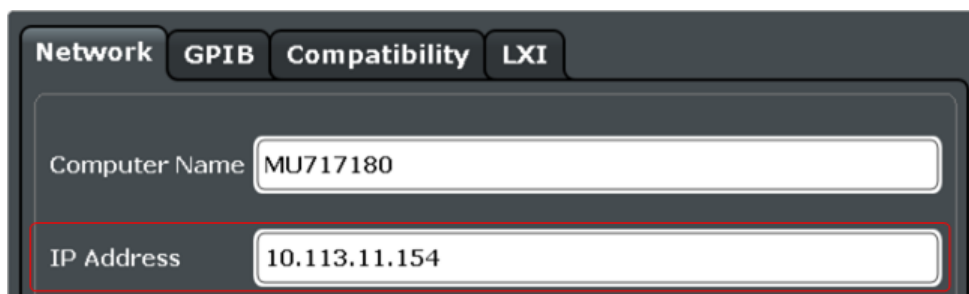 Network GPIB Compatibility LXI
Computer Name MU717180
IP Address 10.113.11.154